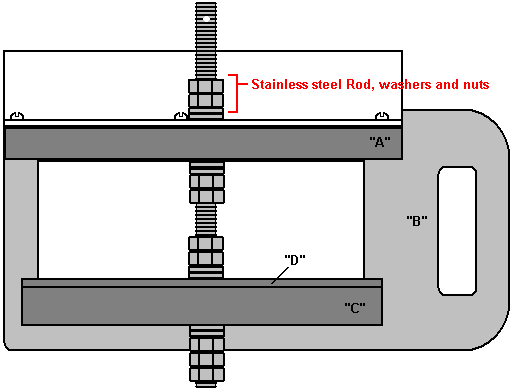 Stainless steel Rod, washers and nuts
"A"
"B"
"D"
"C"